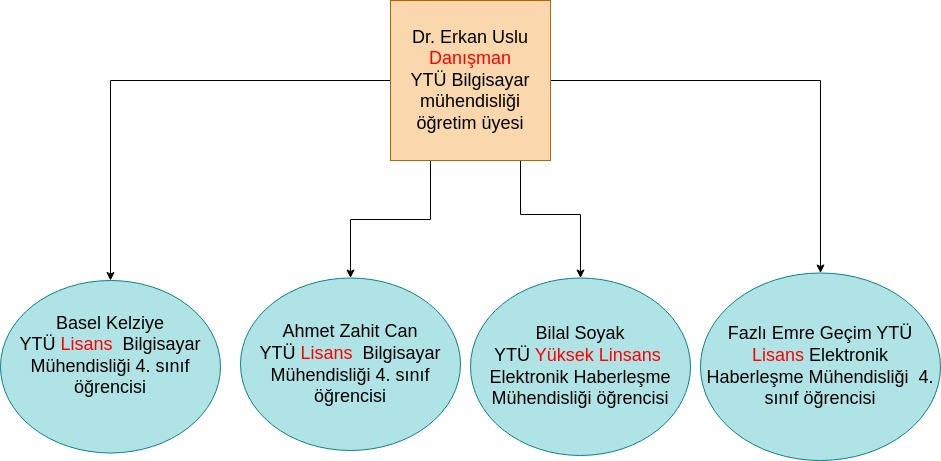 Dr. Erkan Uslu
Danışman
YTÜ Bilgisayar
mühendisliği
öğretim üyesi
Basel Kelziye
YTÜ Lisans Bilgisayar
Mühendisliği 4. sınıf
öğrencisi
Ahmet Zahit Can
YTÜ Lisans Bilgisayar
Mühendisliği 4. sınıf
öğrencisi
Bilal Soyak
YTÜ Yüksek Linsans
Elektronik Haberleşme
Mühendisliği öğrencisi
Fazlı Emre Geçim YTÜ
Lisans Elektronik
Haberleşme Mühendisliği 4.
sınıf öğrencisi